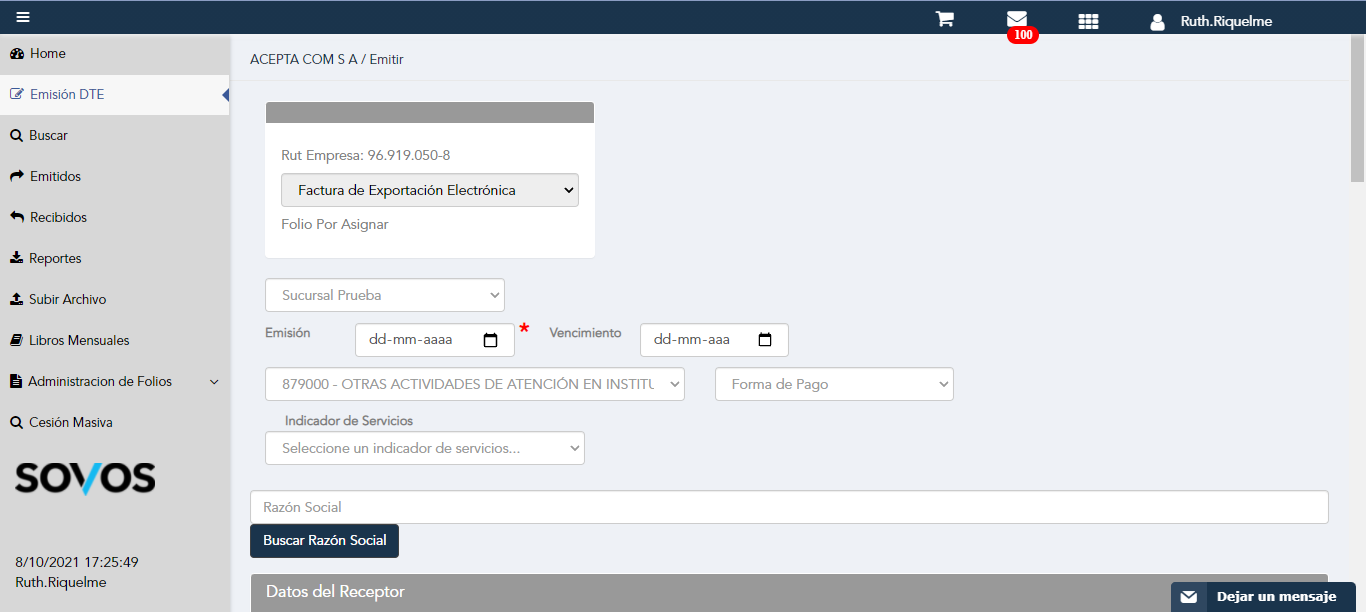 Ruth.Riquelme
100
Home
Emisión DTE
Buscar
Emitidos
Recibidos
Reportes
Subir Archivo
Libros Mensuales
Administracion de Folios
Cesión Masiva
SOVOS
8/10/2021 17:25:49
Ruth.Riquelme
ACEPTA COM S A / Emitir
Rut Empresa: 96.919.050-8
Factura de Exportación Electrónica
Folio Por Asignar
Sucursal Prueba
Emisión dd-mm-aaaa * Vencimiento dd-mm-aaa
879000 - OTRAS ACTIVIDADES DE ATENCIÓN EN INSTITU Forma de Pago
Indicador de Servicios
Seleccione un indicador de servicios...
Razón Social
Buscar Razón Social
Datos del Receptor
Dejar un mensaje